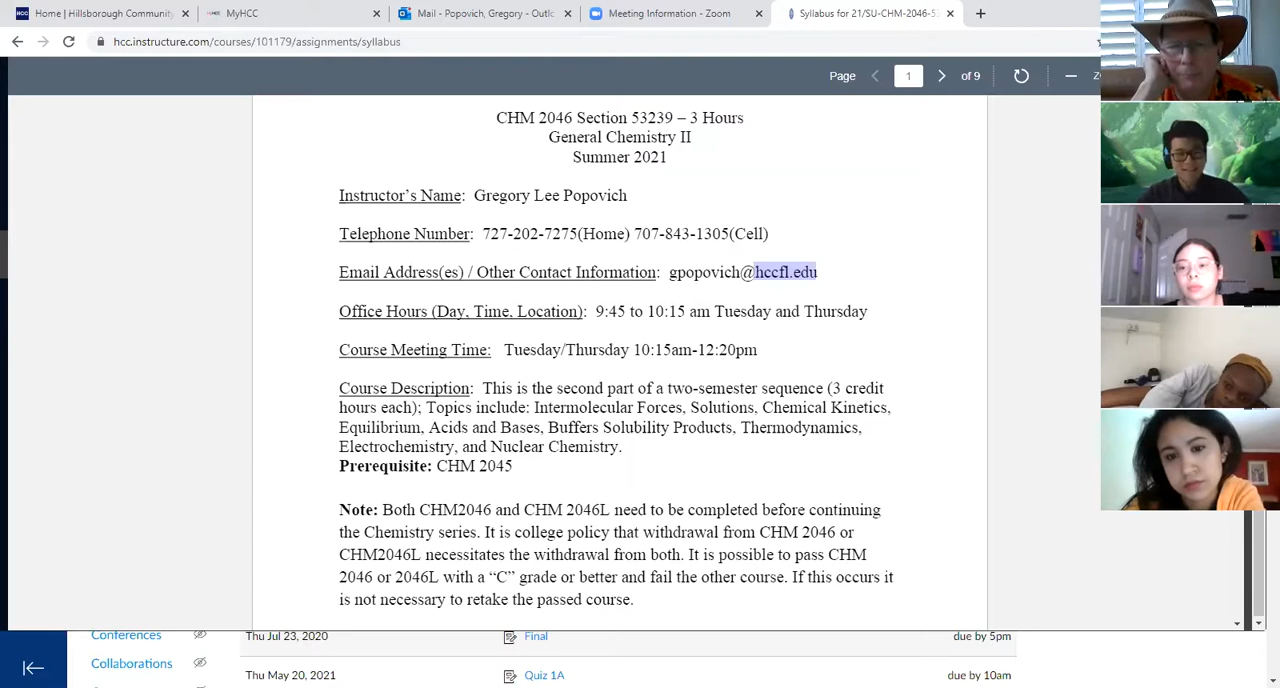 Home | Hillsborough Community
MyHCC
Mail - Popovich, Gregory - Outlo
Meeting Information - Zoom
Syllabus for 21/SU-CHM-2046-53
hcc.instructure.com/courses/101179/assignments/syllabus
Page 1 of 9
CHM 2046 Section 53239 – 3 Hours
General Chemistry II
Summer 2021
Instructor’s Name: Gregory Lee Popovich
Telephone Number: 727-202-7275(Home) 707-843-1305(Cell)
Email Address(es) / Other Contact Information: gpopovich@hccfl.edu
Office Hours (Day, Time, Location): 9:45 to 10:15 am Tuesday and Thursday
Course Meeting Time: Tuesday/Thursday 10:15am-12:20pm
Course Description: This is the second part of a two-semester sequence (3 credit
hours each); Topics include: Intermolecular Forces, Solutions, Chemical Kinetics,
Equilibrium, Acids and Bases, Buffers Solubility Products, Thermodynamics,
Electrochemistry, and Nuclear Chemistry.
Prerequisite: CHM 2045
Note: Both CHM2046 and CHM 2046L need to be completed before continuing
the Chemistry series. It is college policy that withdrawal from CHM 2046 or
CHM2046L necessitates the withdrawal from both. It is possible to pass CHM
2046 or 2046L with a “C” grade or better and fail the other course. If this occurs it
is not necessary to retake the passed course.
Conferences
Thu Jul 23, 2020 Final due by 5pm
Collaborations
Thu May 20, 2021 Quiz 1A due by 10am